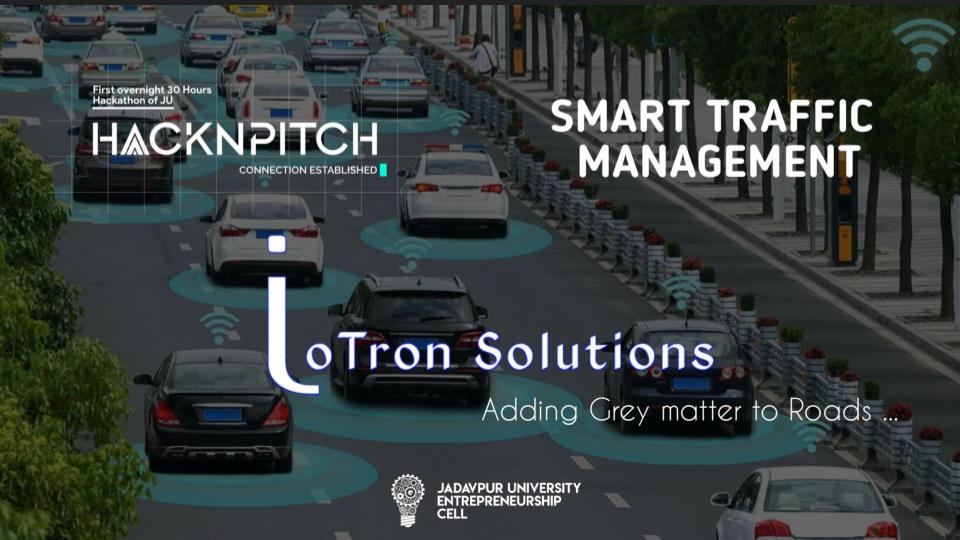 First overnight 30 Hours
Hackathon of JU
HACKNPITCH
CONNECTION ESTABLISHED
SMART TRAFFIC
MANAGEMENT
ioTron Solutions
Adding Grey matter to Roads ...
JADAVPUR UNIVERSITY
ENTREPRENEURSHIP
CELL